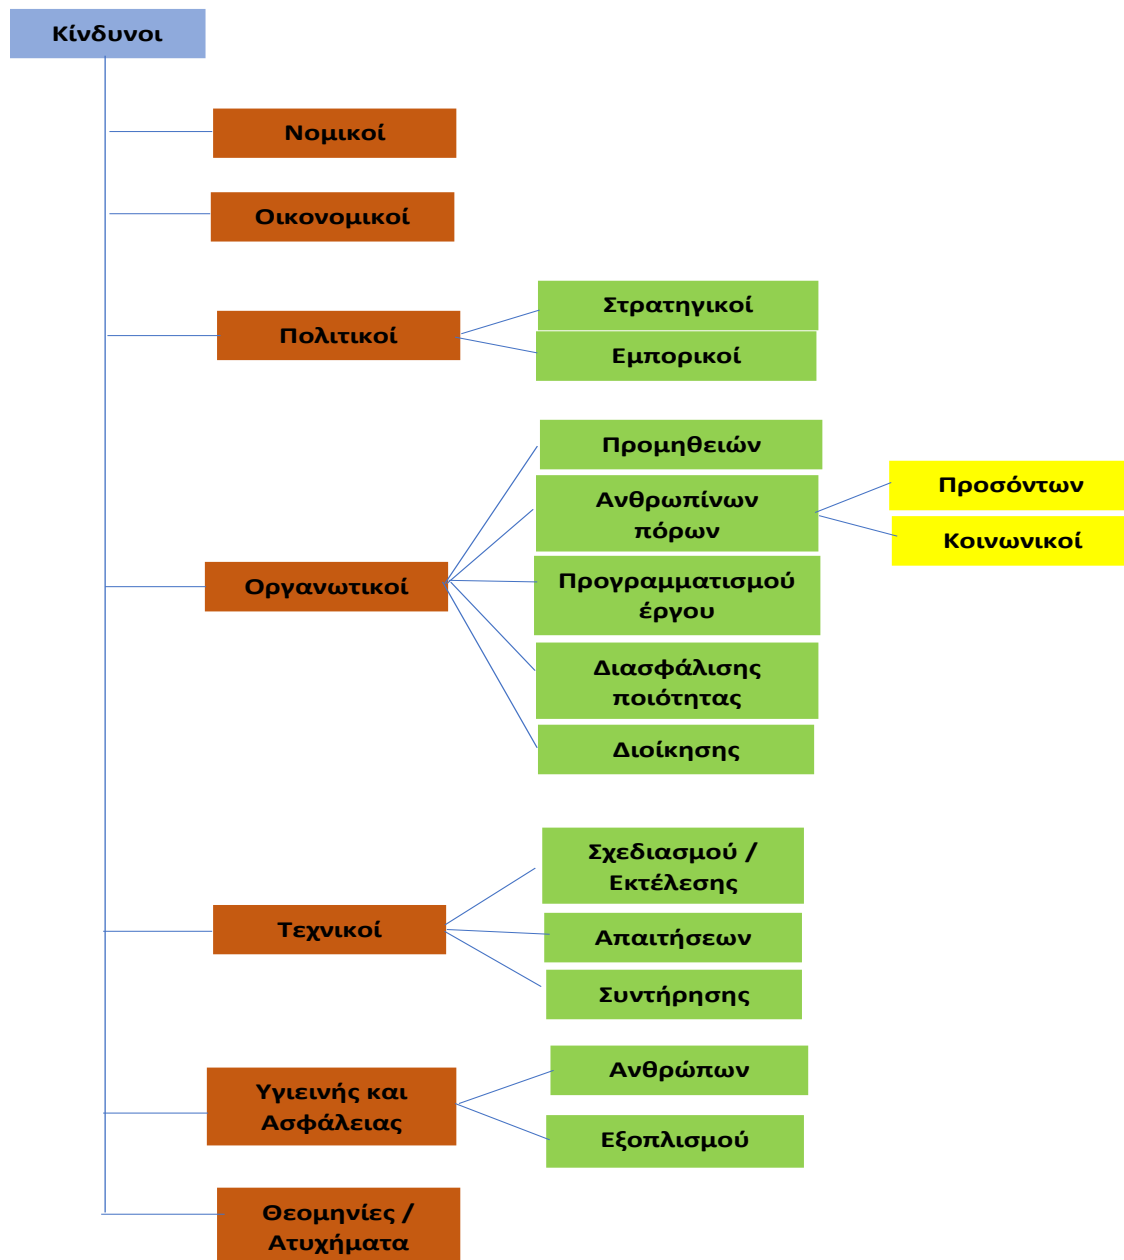 Κίνδυνοι
Νομικοί
Οικονομικοί
Πολιτικοί
Στρατηγικοί
Εμπορικοί
Οργανωτικοί
Προμηθειών
Ανθρωπίνων
πόρων
Προσόντων
Κοινωνικοί
Προγραμματισμού
έργου
Διασφάλισης
ποιότητας
Διοίκησης
Τεχνικοί
Σχεδιασμού /
Εκτέλεσης
Απαιτήσεων
Συντήρησης
Υγιεινής και
Ασφάλειας
Ανθρώπων
Εξοπλισμού
Θεομηνίες /
Ατυχήματα